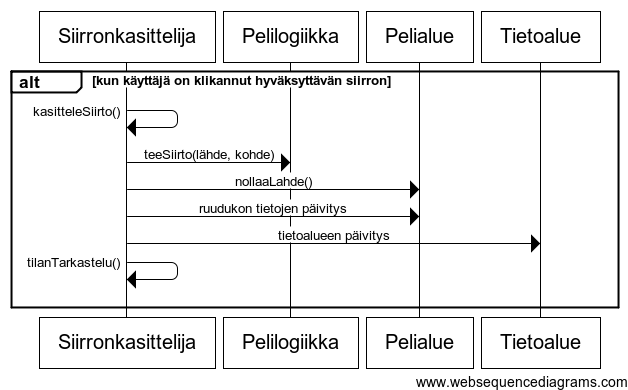 Siirronkasittelija Pelilogiikka Pelialue Tietoalue
alt [kun käyttäjä on klikannut hyväksyttävän siirron]
kasitteleSiirto()
teeSiirto(lähde, kohde)
nollaaLahde()
ruudukon tietojen päivitys
tietoalueen päivitys
tilanTarkastelu()
Siirronkasittelija Pelilogiikka Pelialue Tietoalue
www.websequencediagrams.com